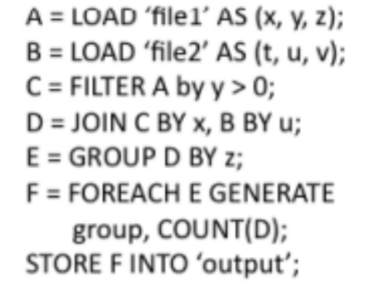 A = LOAD ‘file1’ AS (x, y, z);
B = LOAD ‘file2’ AS (t, u, v);
C = FILTER A by y > 0;
D = JOIN C BY x, B BY u;
E = GROUP D BY z;
F = FOREACH E GENERATE
group, COUNT(D);
STORE F INTO ‘output’;